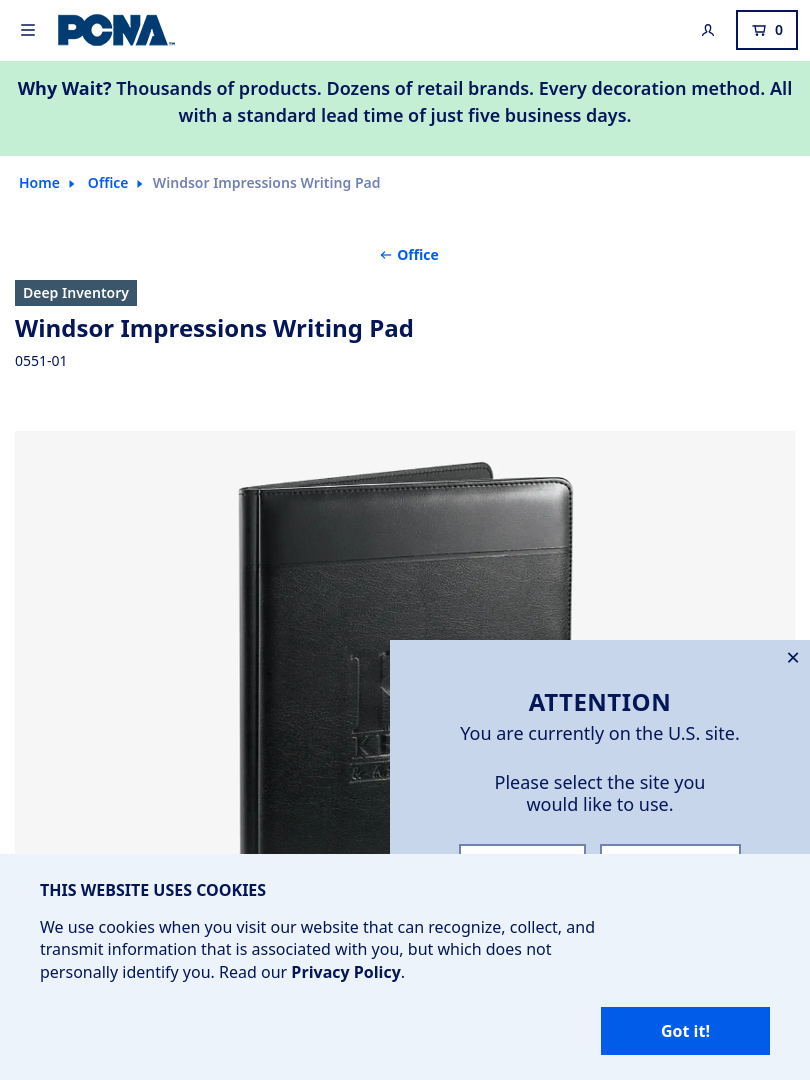 PCNA
0
Why Wait? Thousands of products. Dozens of retail brands. Every decoration method. All
with a standard lead time of just five business days.
Home
Office
Windsor Impressions Writing Pad
← Office
Deep Inventory
Windsor Impressions Writing Pad
0551-01
ATTENTION
You are currently on the U.S. site.
Please select the site you
would like to use.
THIS WEBSITE USES COOKIES
We use cookies when you visit our website that can recognize, collect, and
transmit information that is associated with you, but which does not
personally identify you. Read our Privacy Policy.
Got it!